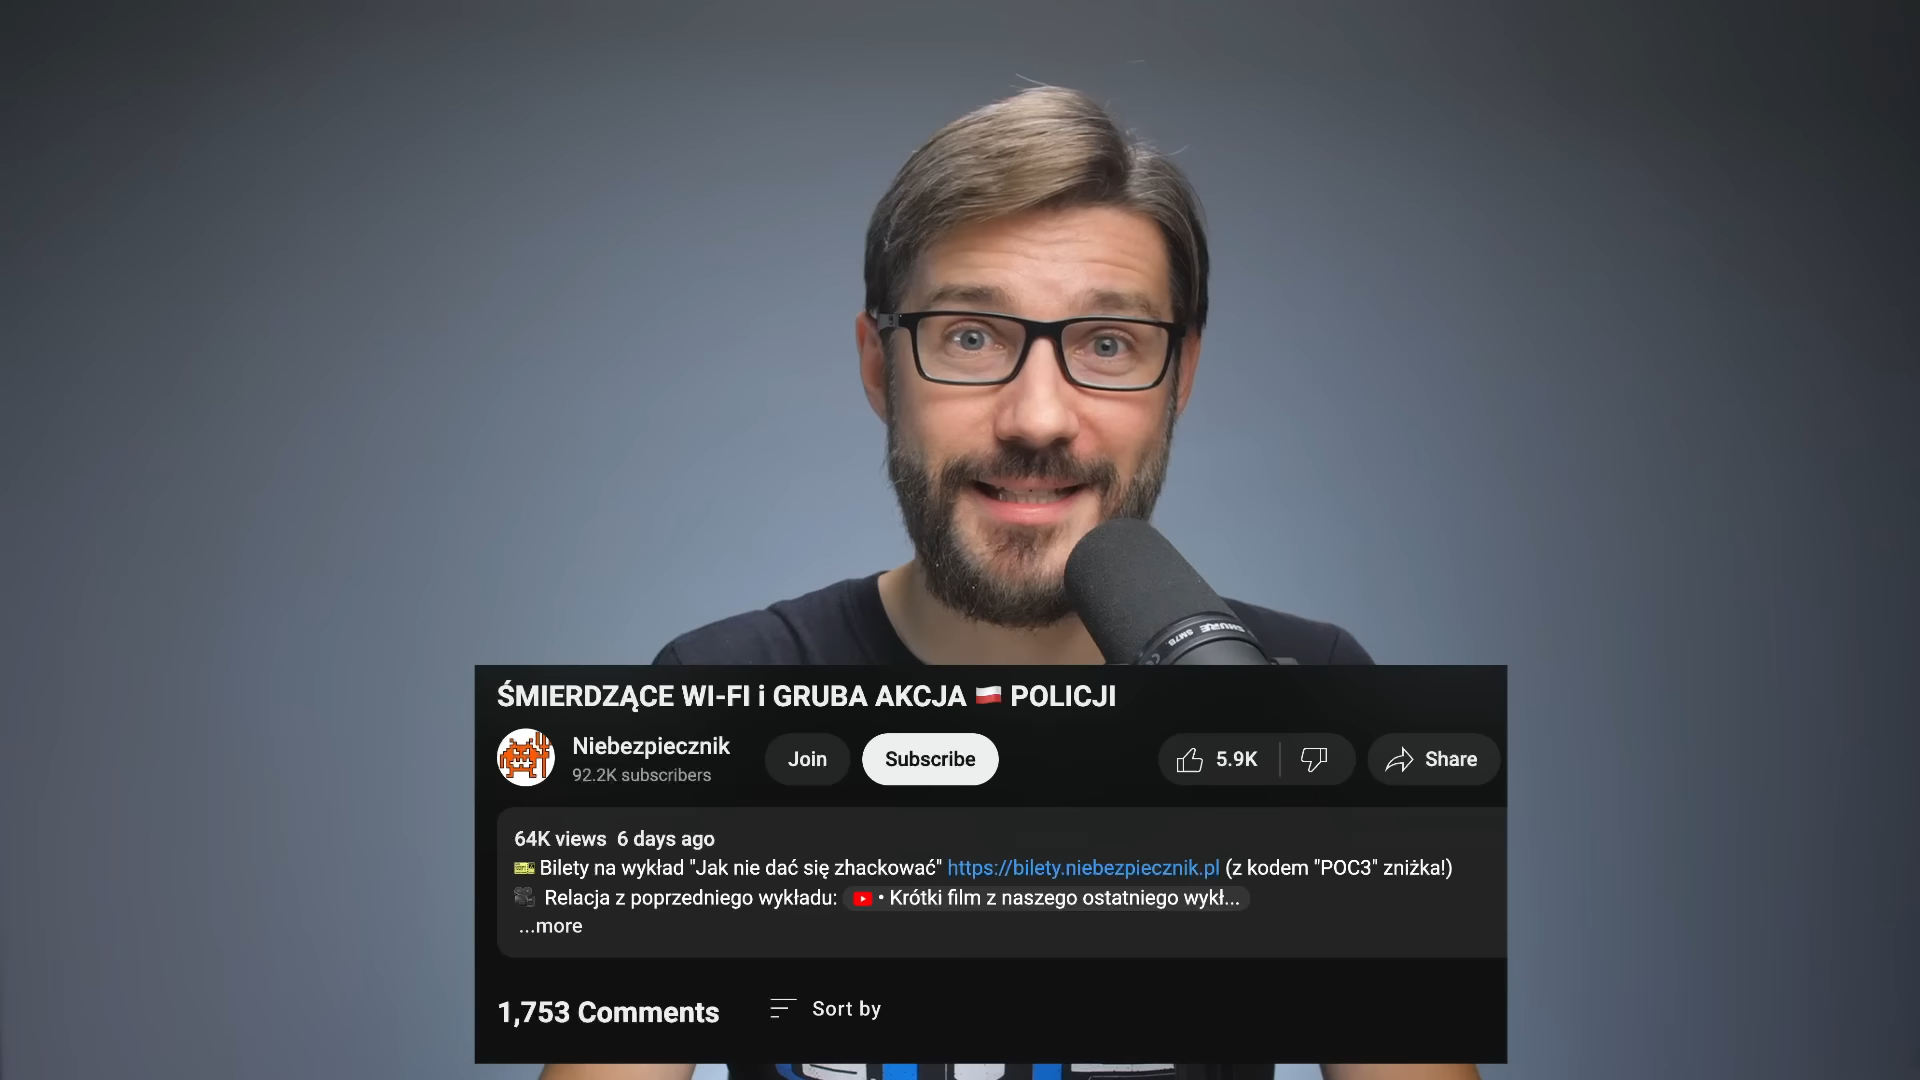 SHURE
SM7B
ŚMIERDZĄCE WI-FI i GRUBA AKCJA 🇵🇱 POLICJI
Niebezpiecznik
92.2K subscribers
Join
Subscribe
5.9K
Share
64K views 6 days ago
🎫 Bilety na wykład "Jak nie dać się zhackować" https://bilety.niebezpiecznik.pl (z kodem "POC3" zniżka!)
🎥 Relacja z poprzedniego wykładu: • Krótki film z naszego ostatniego wykł...
...more
1,753 Comments
Sort by